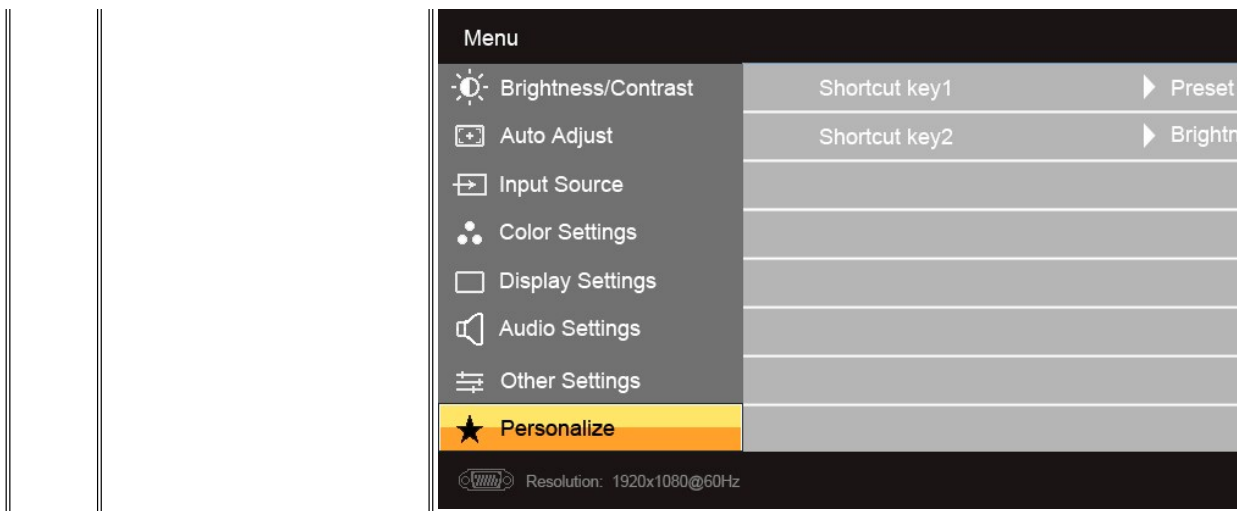 Menu
Brightness/Contrast
Shortcut key1
Preset
Auto Adjust
Shortcut key2
Brightn
Input Source
Color Settings
Display Settings
Audio Settings
Other Settings
Personalize
Resolution: 1920x1080@60Hz